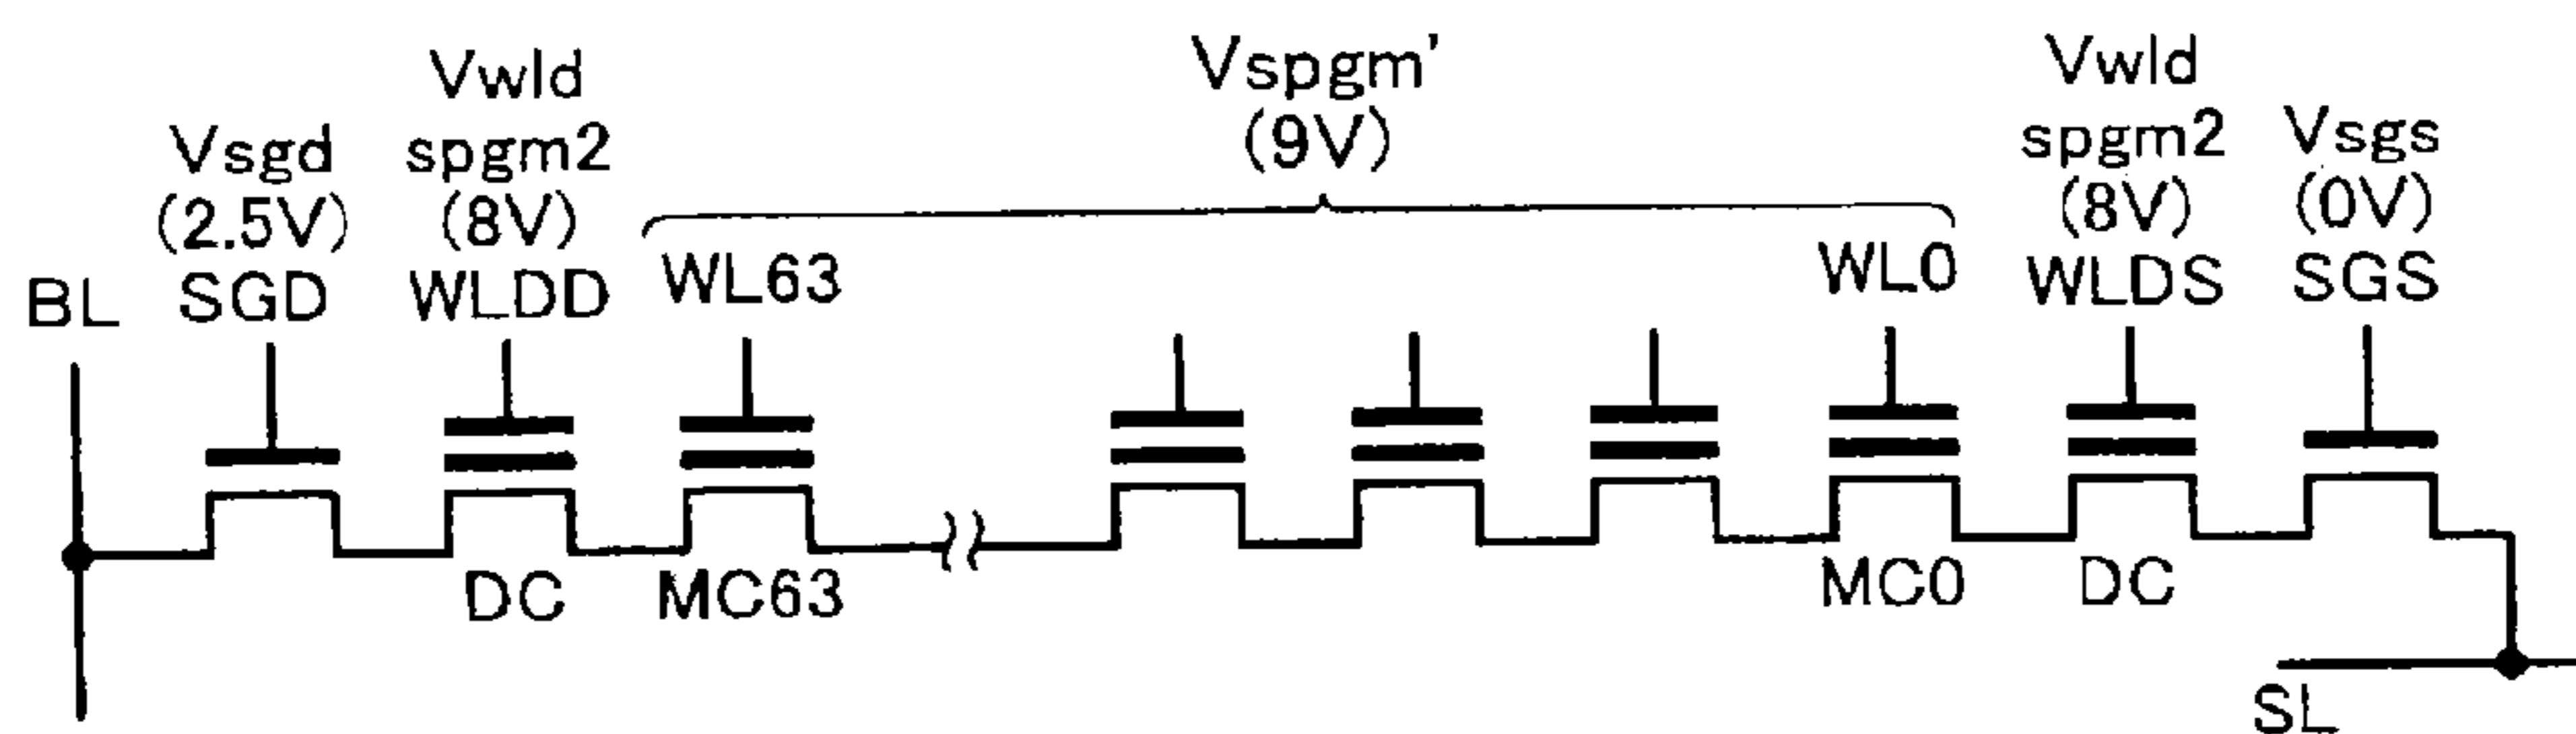 BL
Vsgd
(2.5V)
SGD
Vwld
spgm2
(8V)
WLDD
Vspgm'
(9V)
WL63
WL0
Vwld
spgm2
(8V)
WLDS
Vsgs
(0V)
SGS
DC
MC63
MC0
DC
SL